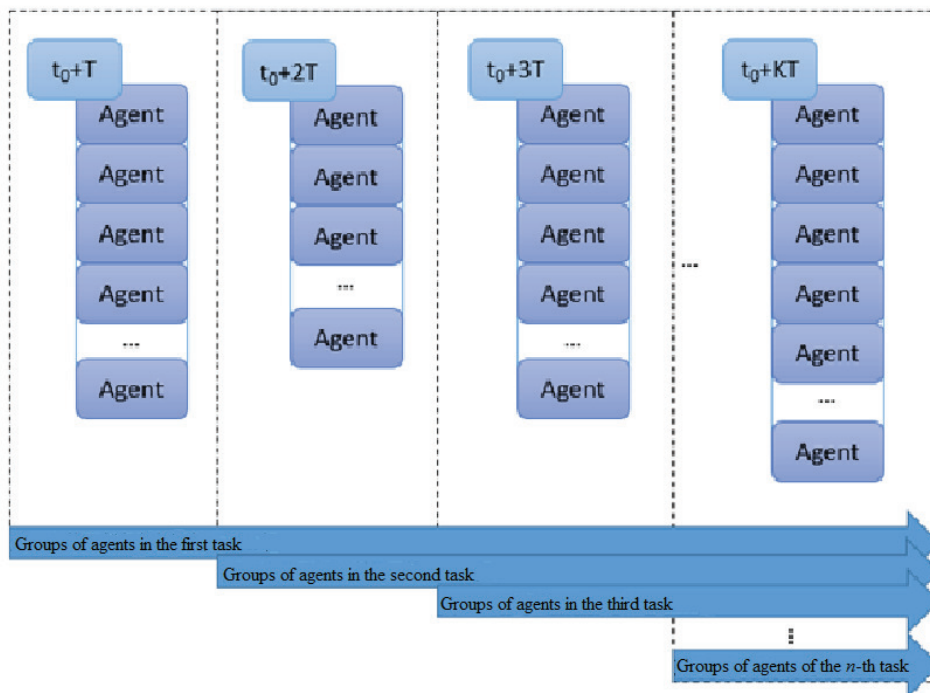 t₀+T
Agent
Agent
Agent
Agent
...
Agent
t₀+2T
Agent
Agent
Agent
...
Agent
t₀+3T
Agent
Agent
Agent
Agent
...
Agent
...
t₀+KT
Agent
Agent
Agent
Agent
Agent
...
Agent
Groups of agents in the first task
Groups of agents in the second task
Groups of agents in the third task
⋮
Groups of agents of the n-th task